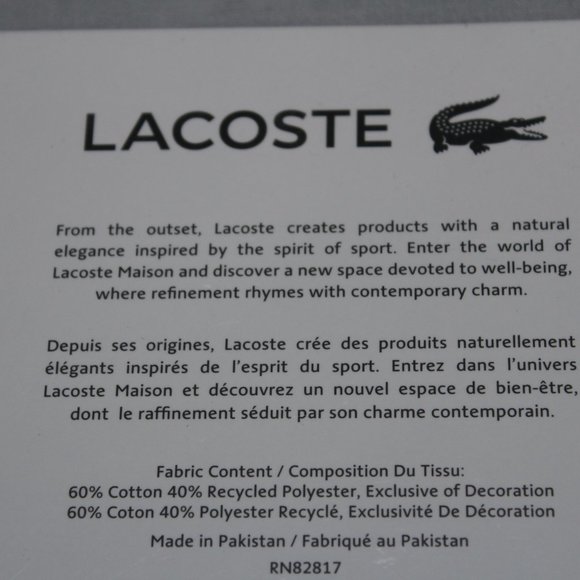 LACOSTE
From the outset, Lacoste creates products with a natural
elegance inspired by the spirit of sport. Enter the world of
Lacoste Maison and discover a new space devoted to well-being,
where refinement rhymes with contemporary charm.
Depuis ses origines, Lacoste crée des produits naturellement
élégants inspirés de l'esprit du sport. Entrez dans l'univers
Lacoste Maison et découvrez un nouvel espace de bien-être,
dont le raffinement séduit par son charme contemporain.
Fabric Content / Composition Du Tissu:
60% Cotton 40% Recycled Polyester, Exclusive of Decoration
60% Coton 40% Polyester Recyclé, Exclusivité De Décoration
Made in Pakistan / Fabriqué au Pakistan
RN82817